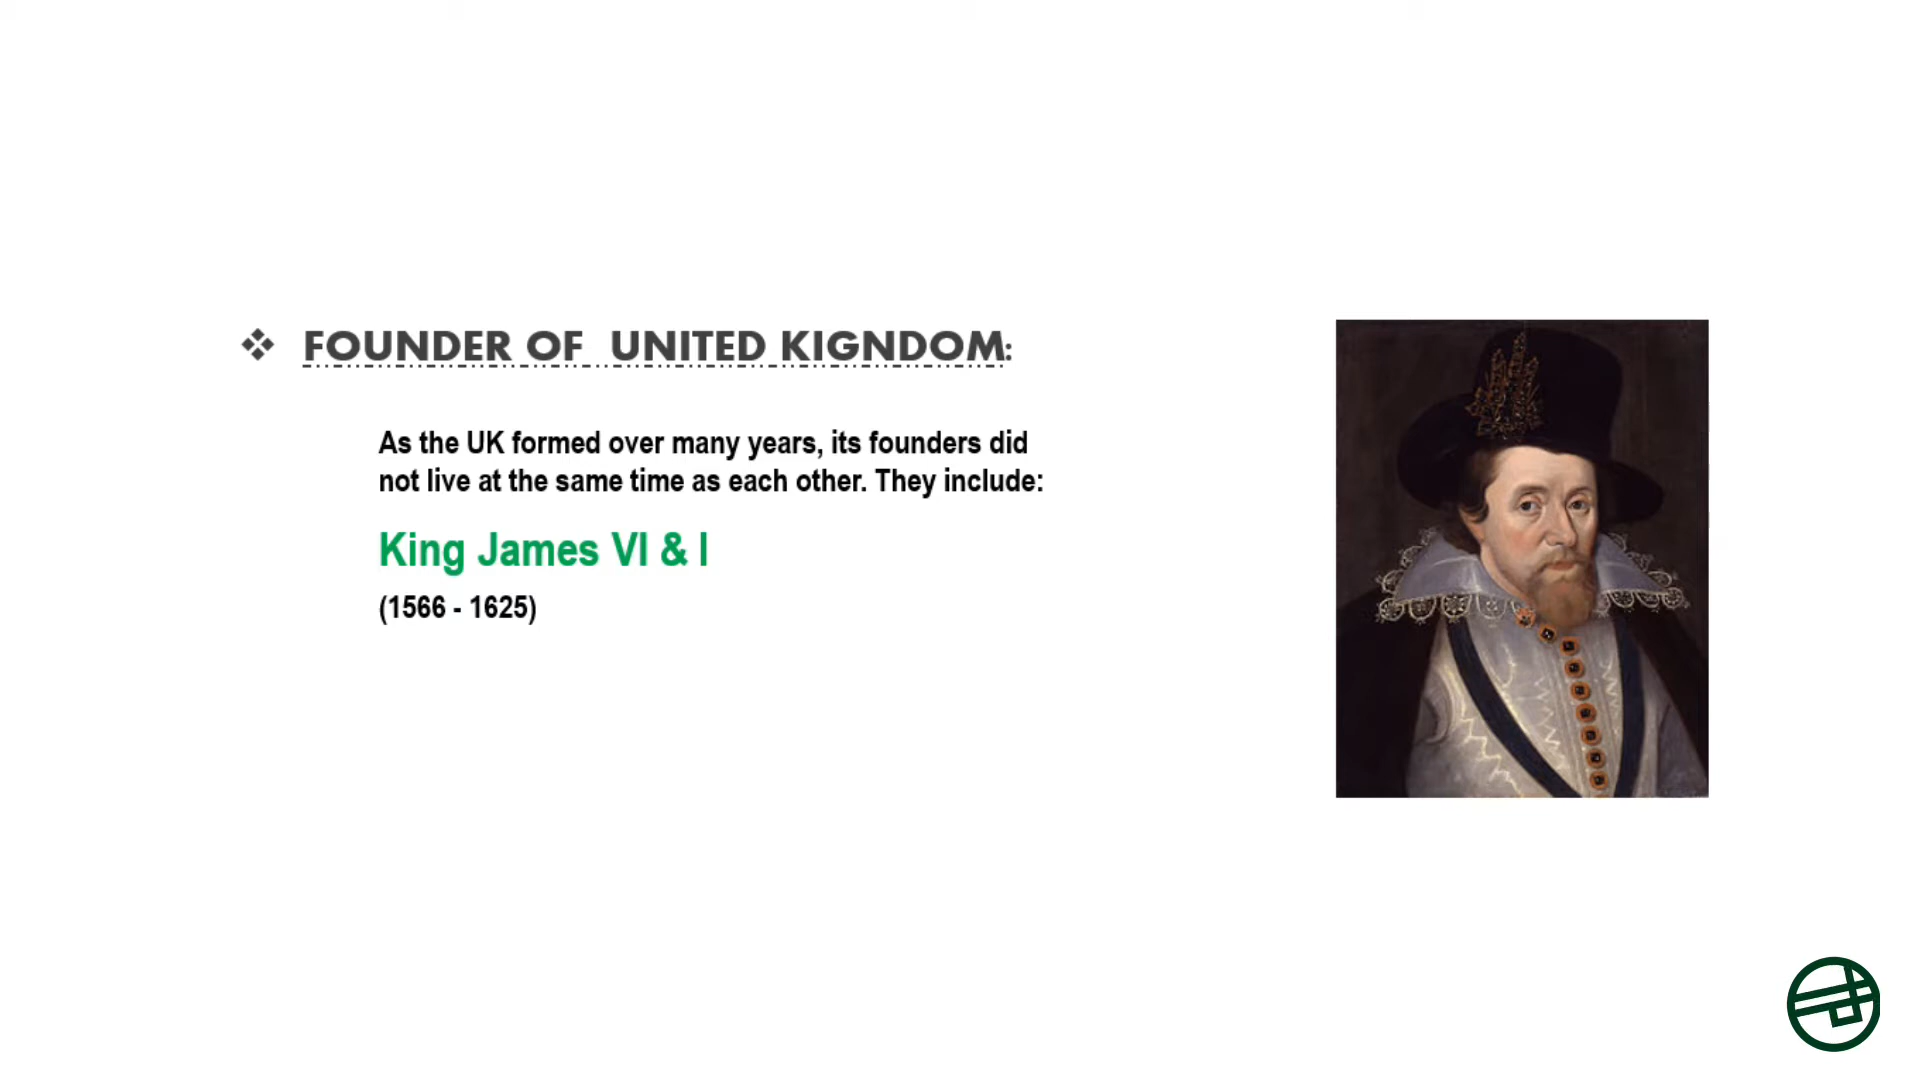 FOUNDER OF UNITED KIGNDOM:
As the UK formed over many years, its founders did
not live at the same time as each other. They include:
King James VI & I
(1566 - 1625)